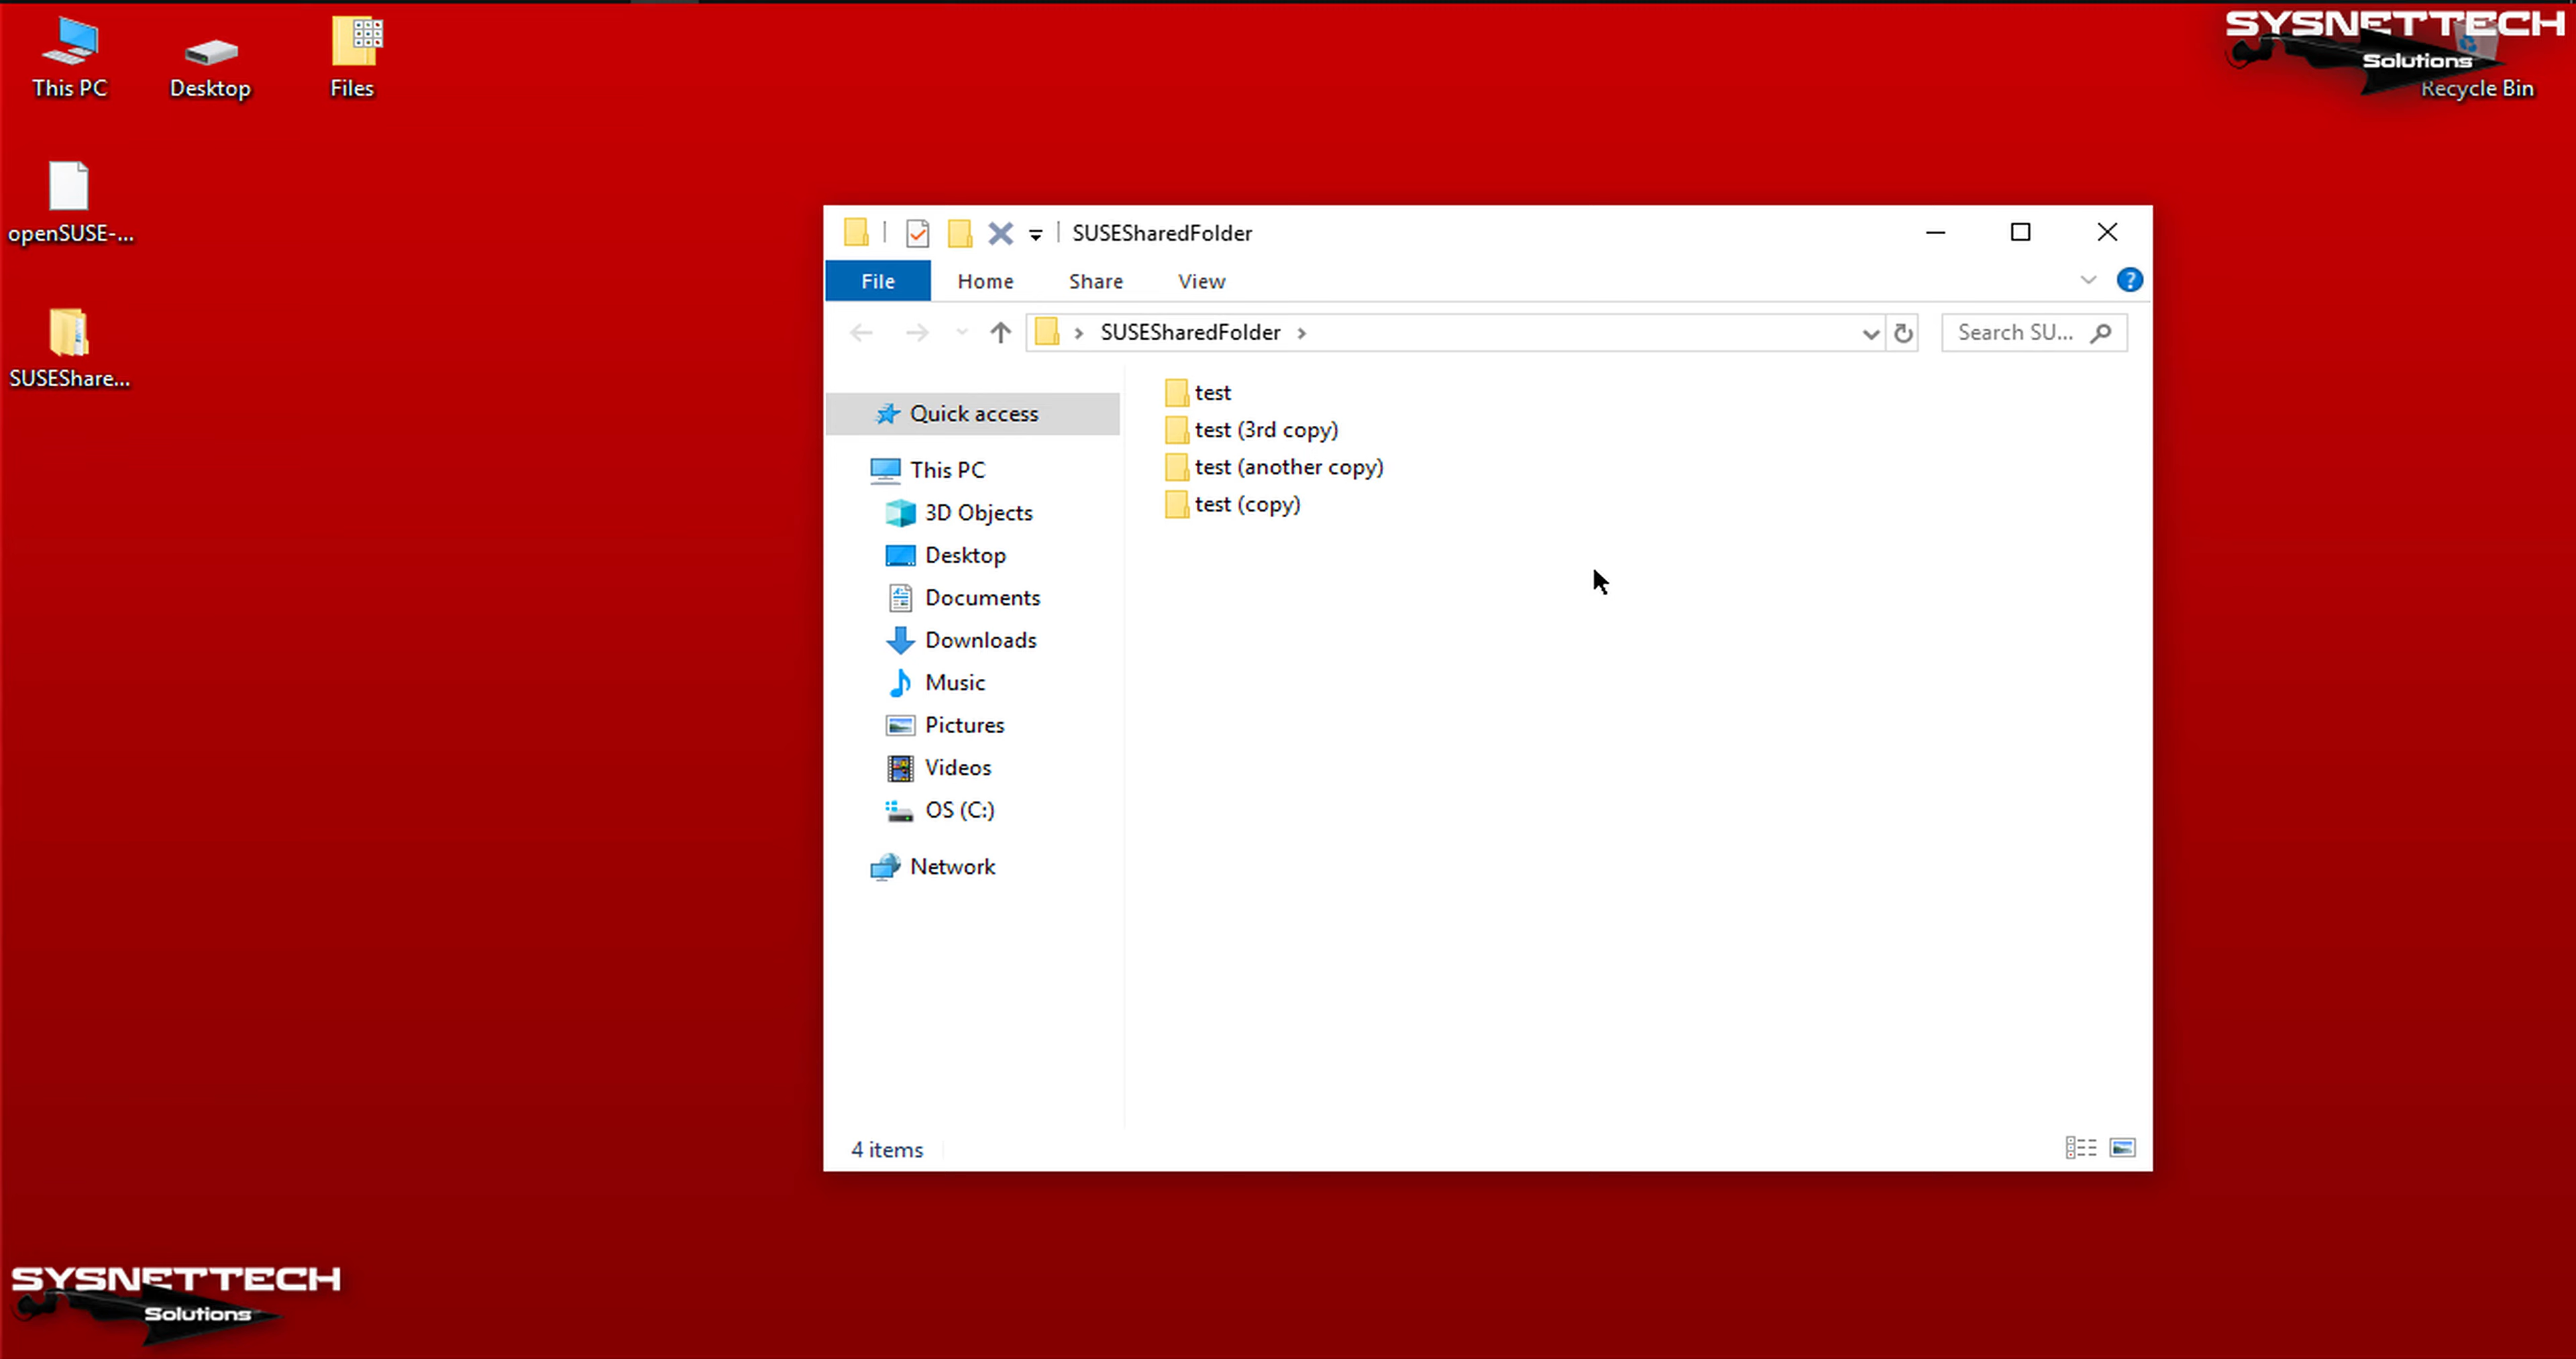 This PC
Desktop
Files
SYSNETTECH
Solutions
Recycle Bin
openSUSE-...
SUSEShare...
SUSESharedFolder
File Home Share View
SUSESharedFolder
Search SU...
Quick access
This PC
3D Objects
Desktop
Documents
Downloads
Music
Pictures
Videos
OS (C:)
Network
test
test (3rd copy)
test (another copy)
test (copy)
4 items
SYSNETTECH
Solutions